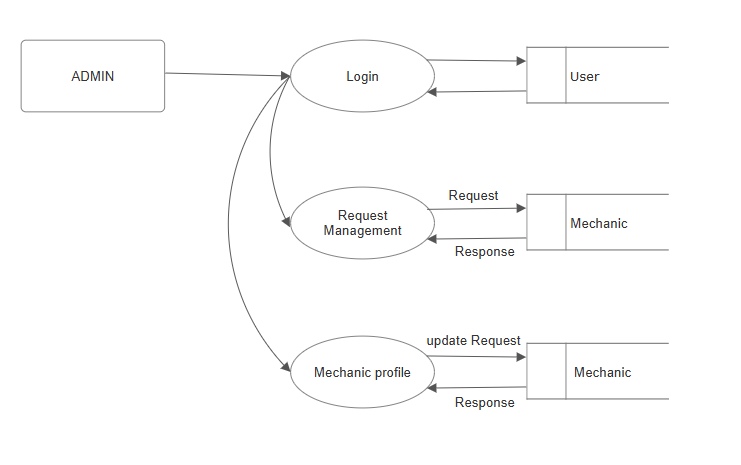 ADMIN
Login
User
Request
Request
Management
Mechanic
Response
update Request
Mechanic profile
Mechanic
Response